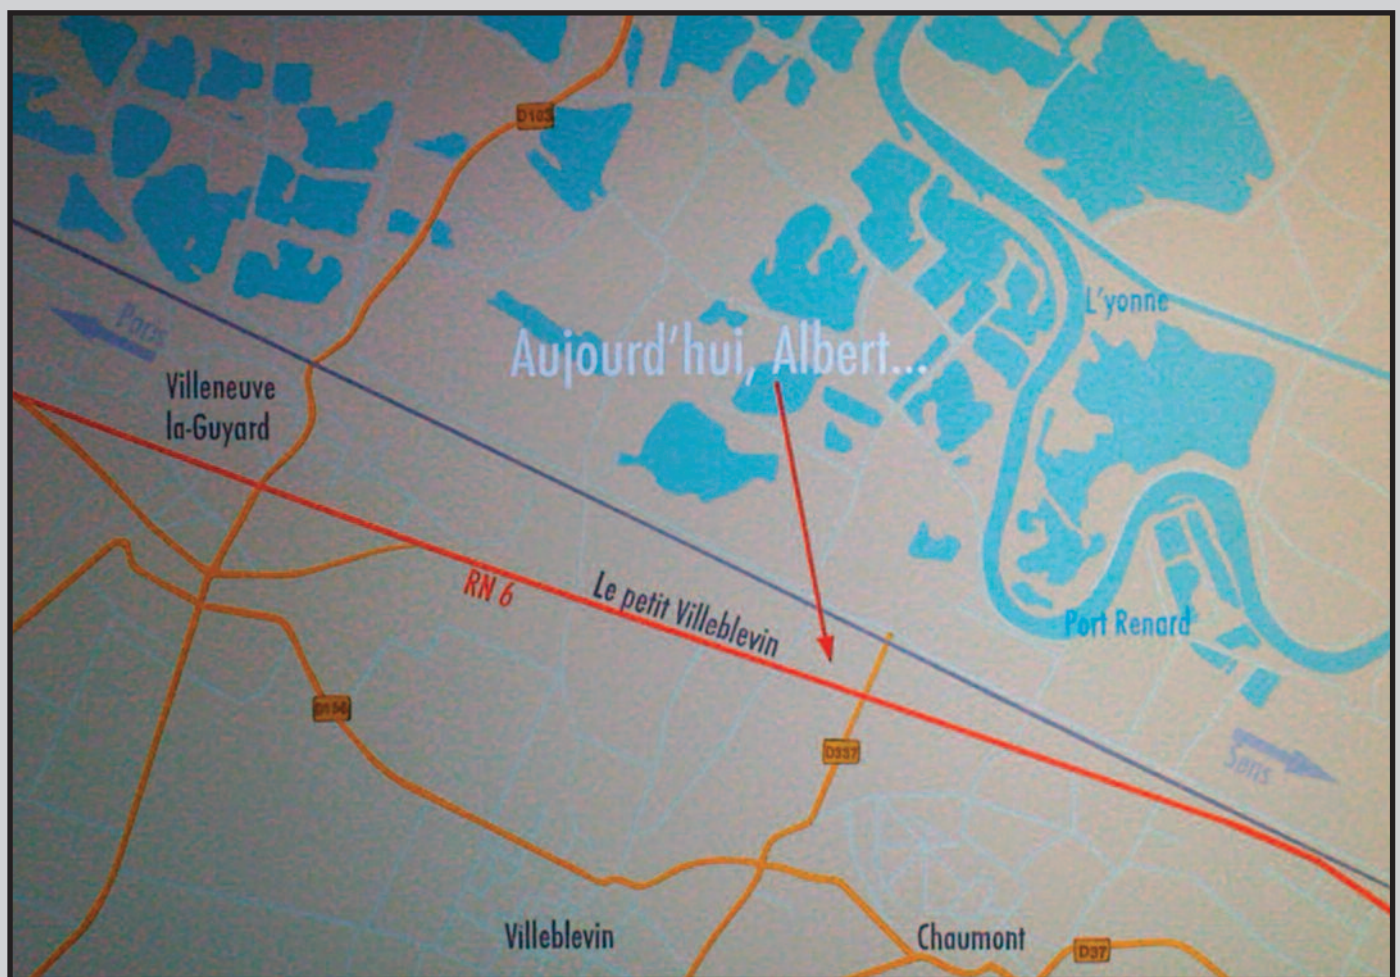 D103
L'yonne
Paris
Aujourd'hui, Albert...
Villeneuve
la-Guyard
RN 6
Le petit Villeblevin
Port Renard
D337
Sens
Villeblevin
Chaumont
D37